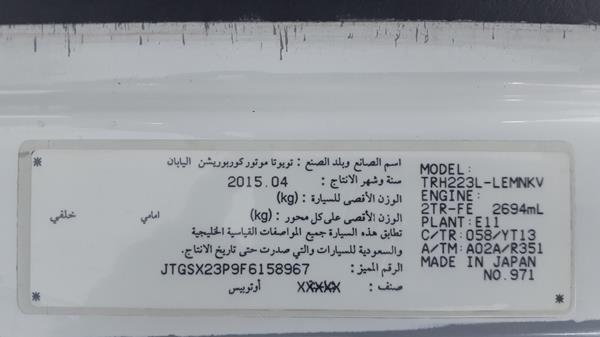 اسم الصانع وبلد الصنع : تويوتا موتور كوربوريشن اليابان
سنة وشهر الانتاج : 2015.04
الوزن الأقصى للسيارة : (kg)
الوزن الأقصى على كل محور : (kg) امامي خلفي
تطابق هذه السيارة جميع المواصفات القياسية الخليجية
والسعودية للسيارات والتي صدرت حتى تاريخ الانتاج.
الرقم المميز : JTGSX23P9F6158967
صنف : XXXXX أوتوبيس
MODEL:
TRH223L-LEMNKV
ENGINE:
2TR-FE 2694mL
PLANT:E11
C/TR:058/YT13
A/TM:A02A/R351
MADE IN JAPAN
NO.971